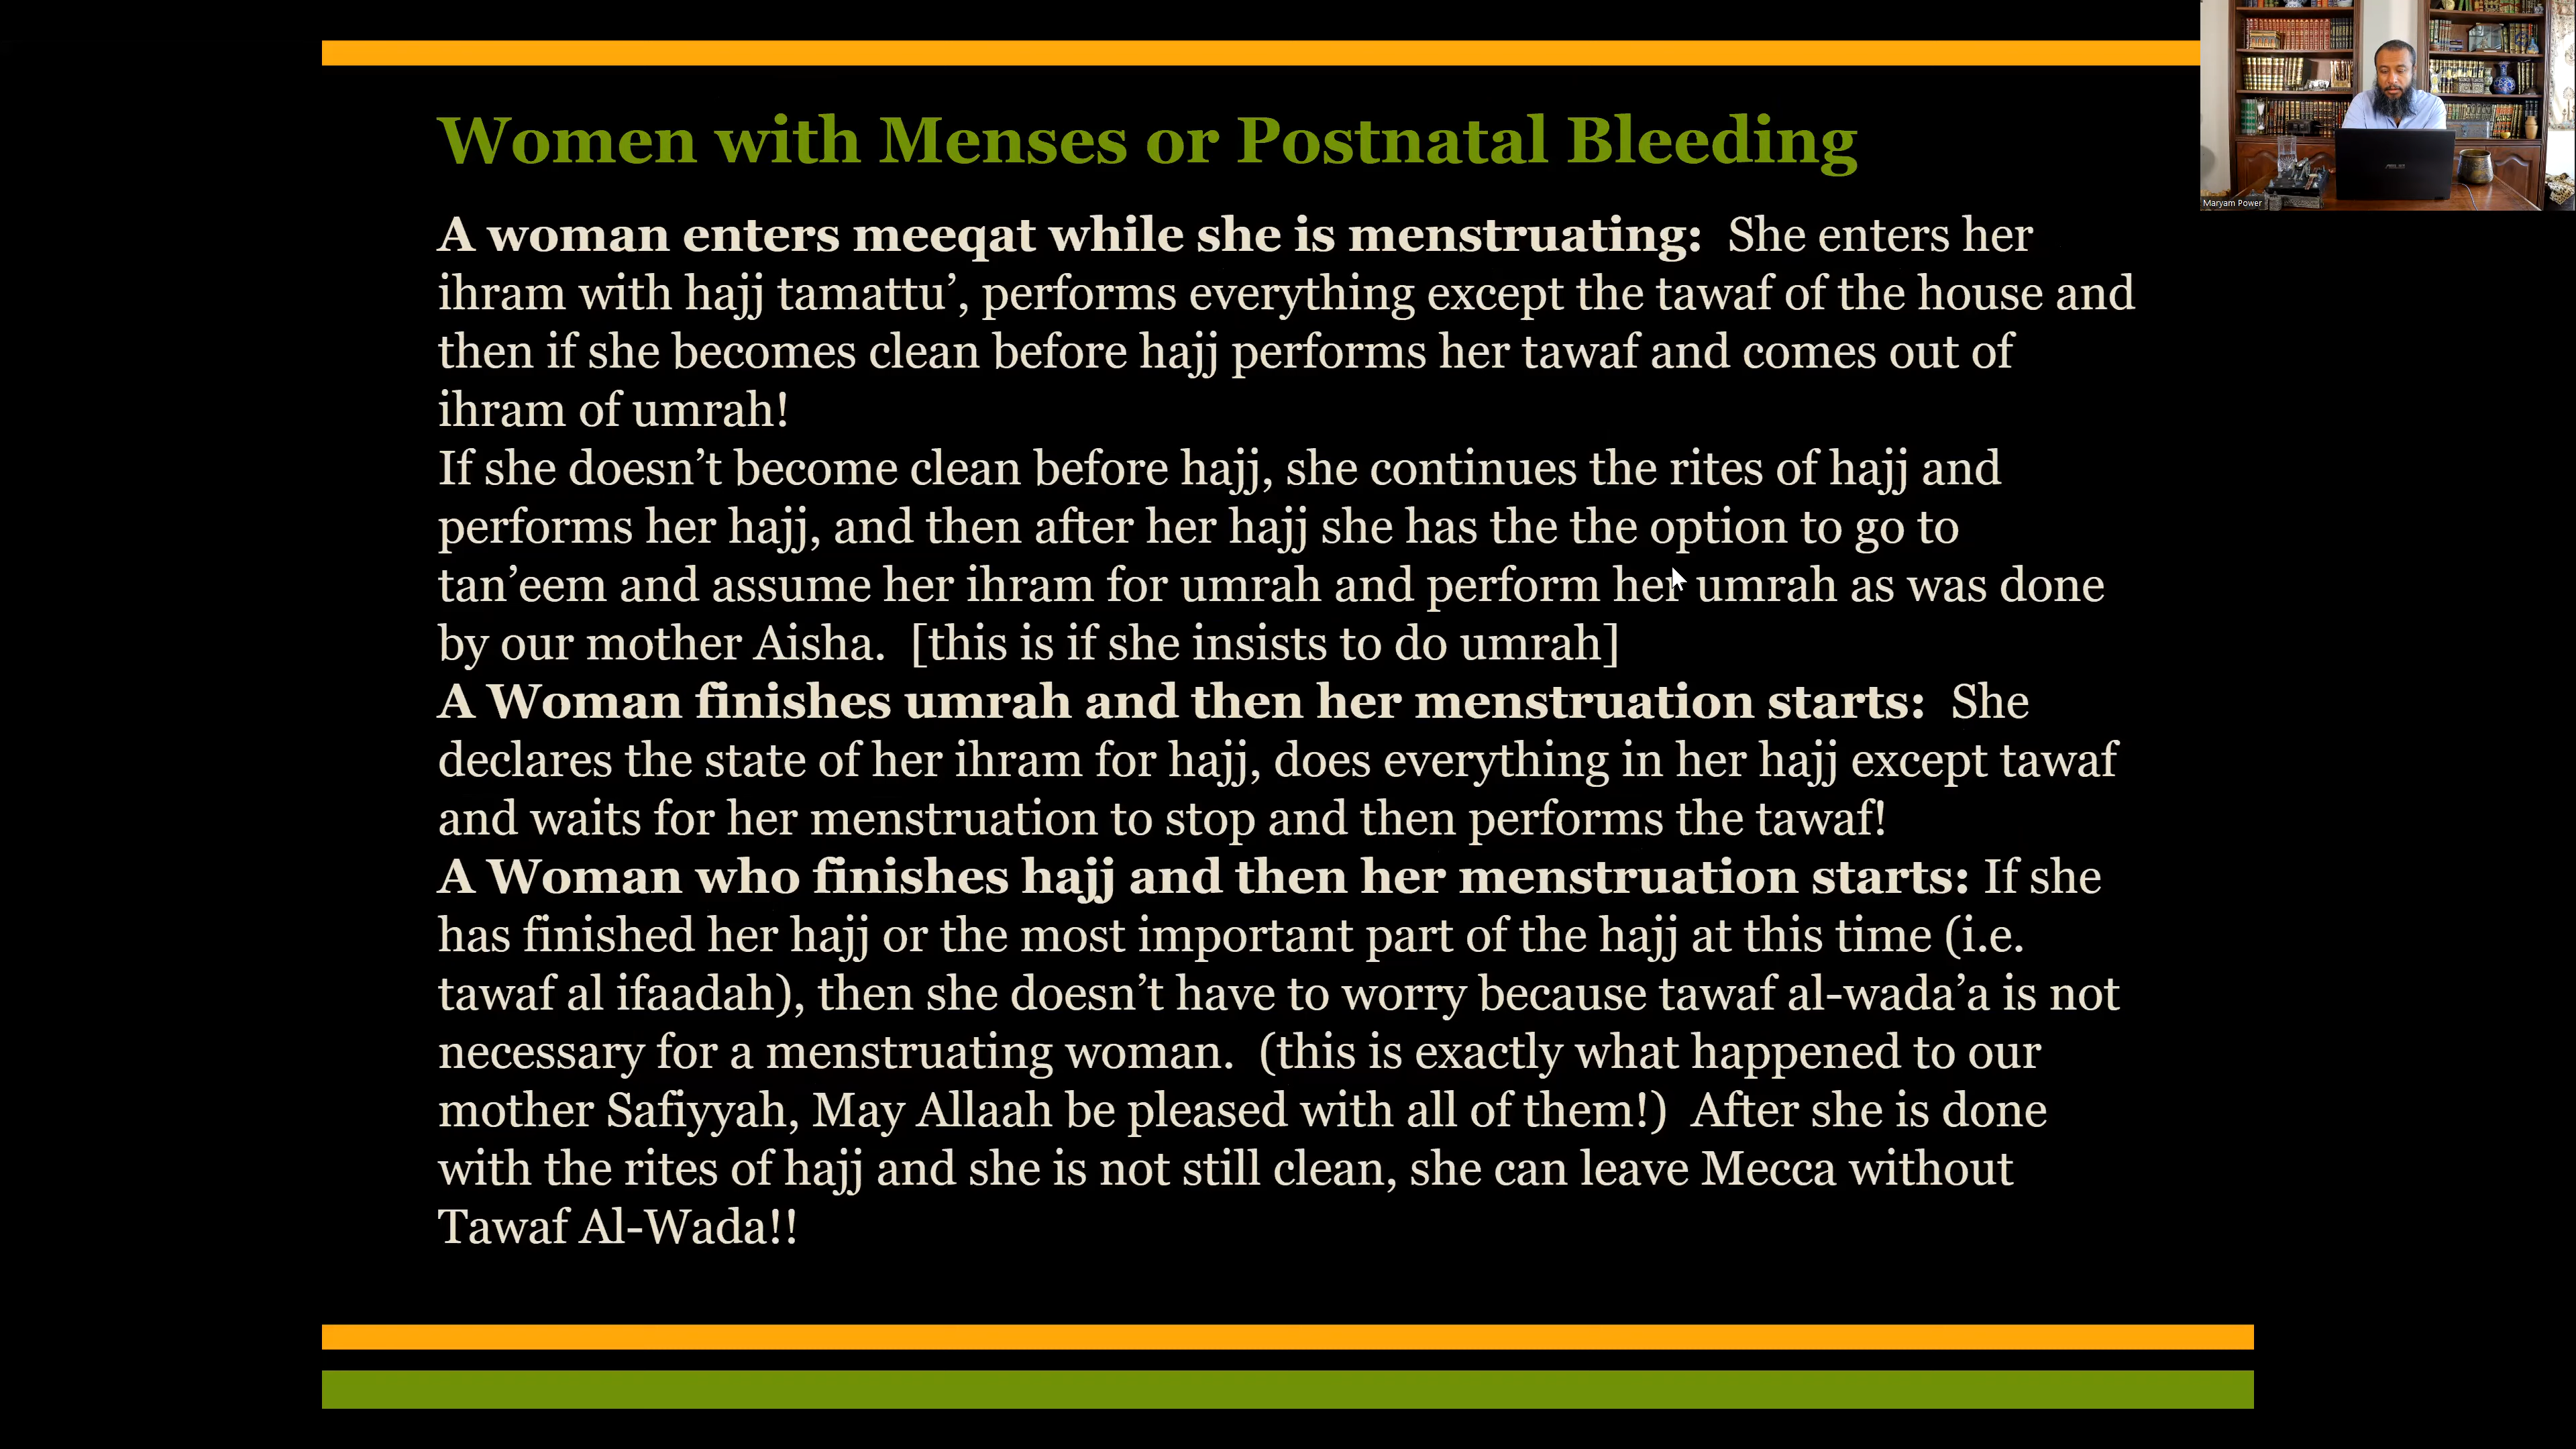 Women with Menses or Postnatal Bleeding
Maryam Power
A woman enters meeqat while she is menstruating:  She enters her
ihram with hajj tamattu’, performs everything except the tawaf of the house and
then if she becomes clean before hajj performs her tawaf and comes out of
ihram of umrah!
If she doesn’t become clean before hajj, she continues the rites of hajj and
performs her hajj, and then after her hajj she has the the option to go to
tan’eem and assume her ihram for umrah and perform her umrah as was done
by our mother Aisha.  [this is if she insists to do umrah]
A Woman finishes umrah and then her menstruation starts:  She
declares the state of her ihram for hajj, does everything in her hajj except tawaf
and waits for her menstruation to stop and then performs the tawaf!
A Woman who finishes hajj and then her menstruation starts: If she
has finished her hajj or the most important part of the hajj at this time (i.e.
tawaf al ifaadah), then she doesn’t have to worry because tawaf al-wada’a is not
necessary for a menstruating woman.  (this is exactly what happened to our
mother Safiyyah, May Allaah be pleased with all of them!)  After she is done
with the rites of hajj and she is not still clean, she can leave Mecca without
Tawaf Al-Wada!!